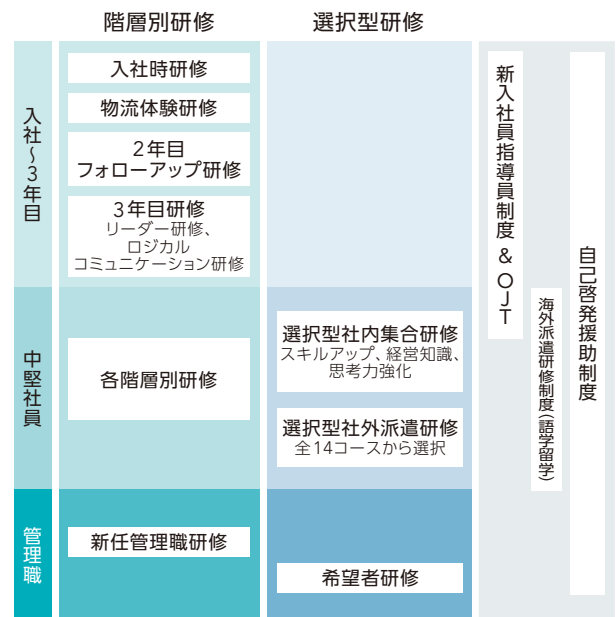 階層別研修
選択型研修
入社～3年目
入社時研修
物流体験研修
2年目
フォローアップ研修
3年目研修
リーダー研修、
ロジカル
コミュニケーション研修
中堅社員
各階層別研修
選択型社内集合研修
スキルアップ、経営知識、
思考力強化
選択型社外派遣研修
全14コースから選択
管理職
新任管理職研修
希望者研修
新入社員指導員制度 & OJT
海外派遣研修制度(語学留学)
自己啓発援助制度